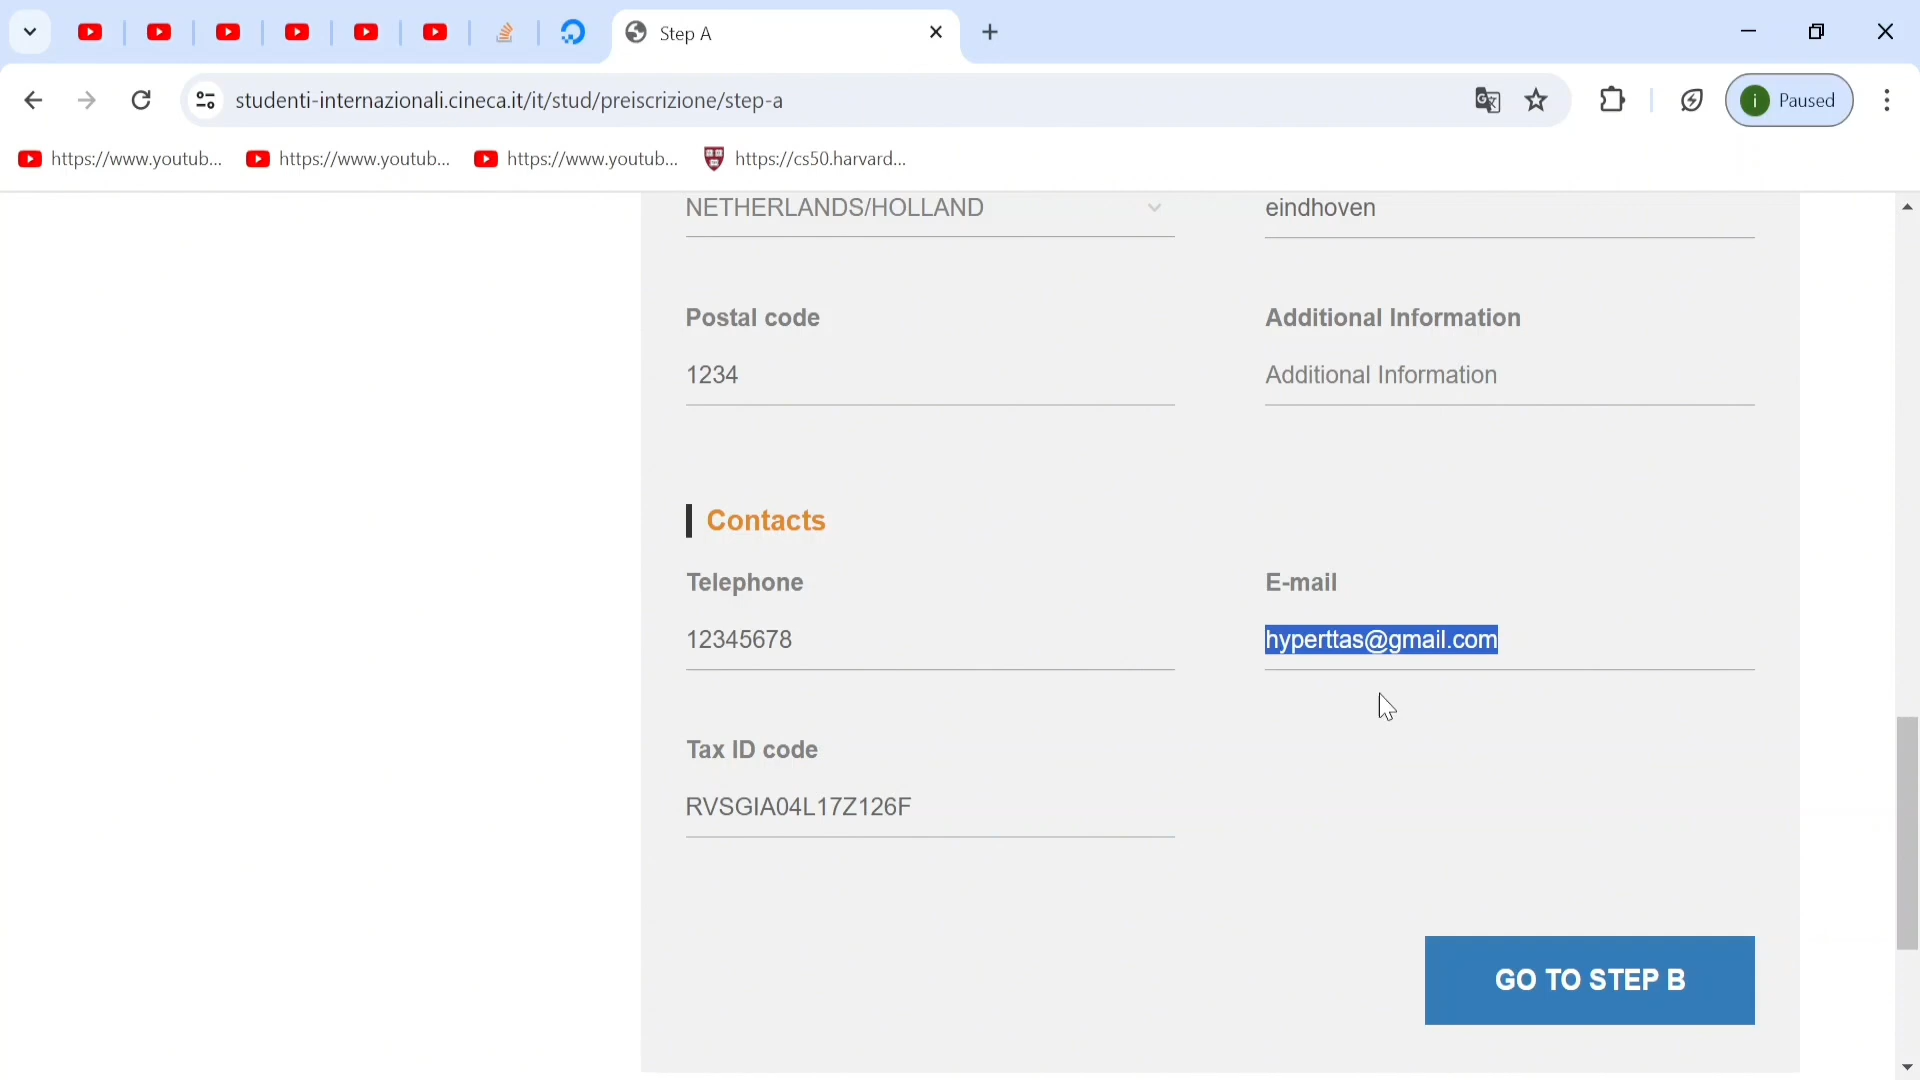 Step A
studenti-internazionali.cineca.it/it/stud/preiscrizione/step-a
i Paused
https://www.youtub... https://www.youtub... https://www.youtub... https://cs50.harvard...
NETHERLANDS/HOLLAND eindhoven
Postal code Additional Information
1234 Additional Information
Contacts
Telephone E-mail
12345678 hyperttas@gmail.com
Tax ID code
RVSGIA04L17Z126F
GO TO STEP B